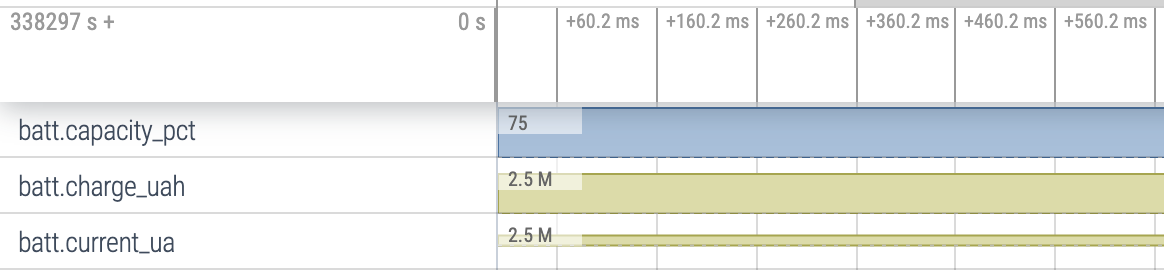 338297 s + 0 s +60.2 ms +160.2 ms +260.2 ms +360.2 ms +460.2 ms +560.2 ms
batt.capacity_pct 75
batt.charge_uah 2.5 M
batt.current_ua 2.5 M